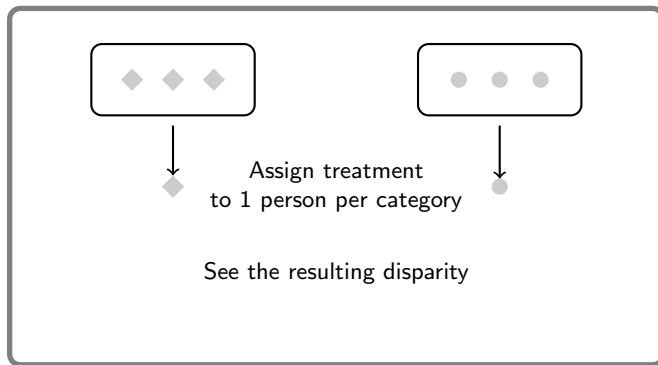 Assign treatment
to 1 person per category
See the resulting disparity